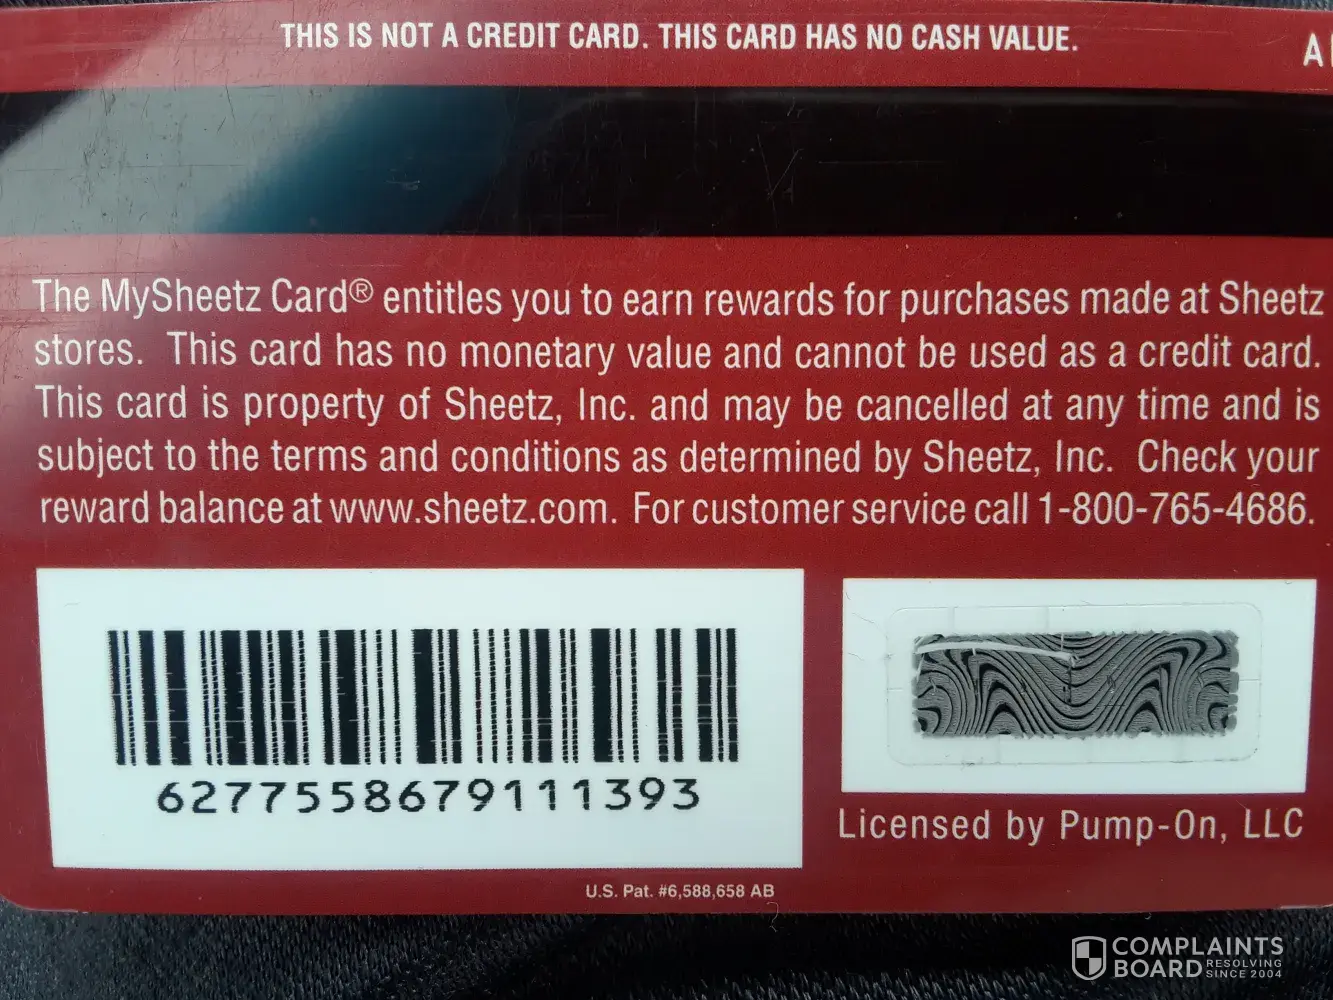 THIS IS NOT A CREDIT CARD. THIS CARD HAS NO CASH VALUE.
The MySheetz Card® entitles you to earn rewards for purchases made at Sheetz
stores. This card has no monetary value and cannot be used as a credit card.
This card is property of Sheetz, Inc. and may be cancelled at any time and is
subject to the terms and conditions as determined by Sheetz, Inc. Check your
reward balance at www.sheetz.com. For customer service call 1-800-765-4686.
6277558679111393
Licensed by Pump-On, LLC
U.S. Pat. #6,588,658 AB
COMPLAINTS
BOARD RESOLVING
SINCE 2004